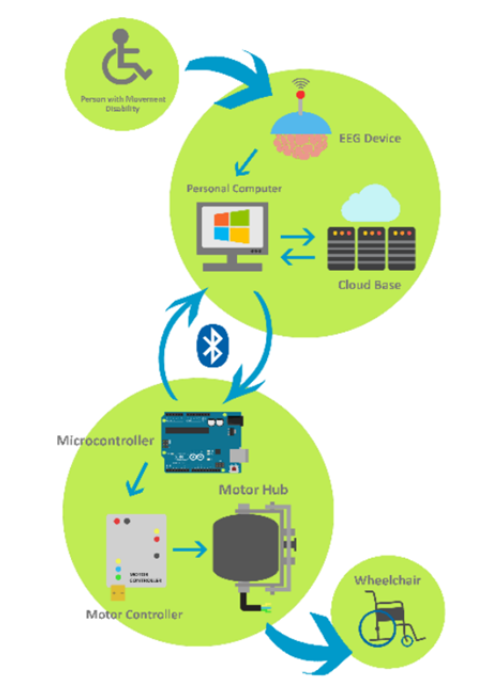 Person with Movement
Disability
EEG Device
Personal Computer
Cloud Base
Microcontroller
Motor Hub
MOTOR
CONTROLLER
Motor Controller
Wheelchair